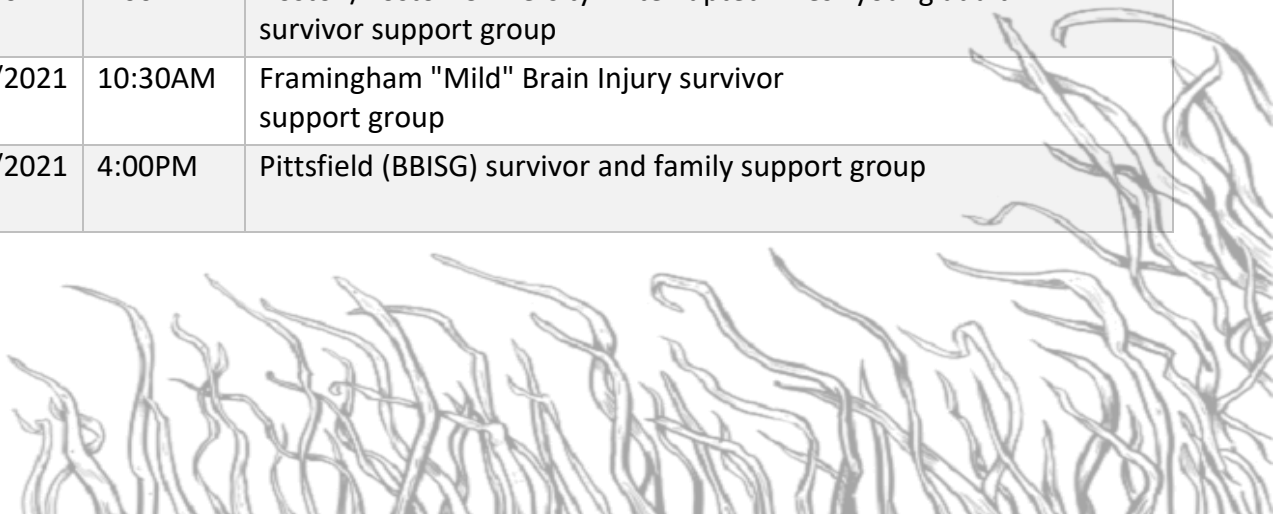 survivor support group
/2021 10:30AM Framingham "Mild" Brain Injury survivor
support group
/2021 4:00PM Pittsfield (BBISG) survivor and family support group